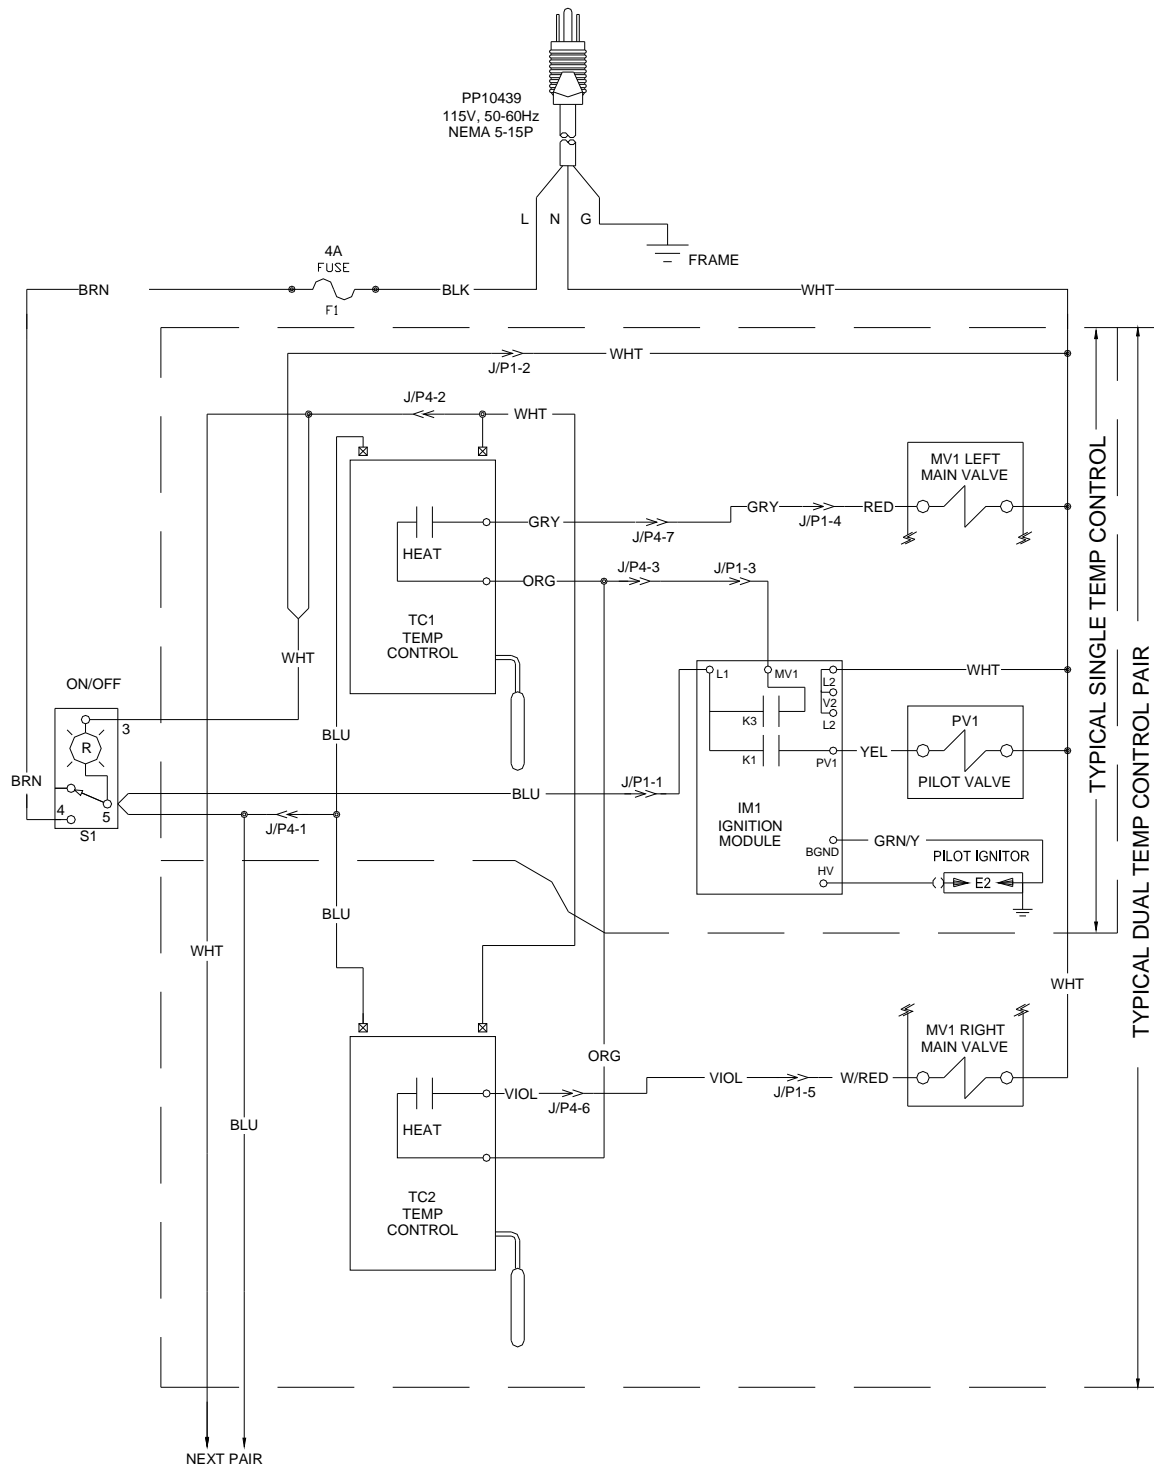 PP10439
115V, 50-60Hz
NEMA 5-15P
L
N
G
FRAME
4A
FUSE
F1
BRN
BLK
WHT
J/P1-2
WHT
J/P4-2
WHT
HEAT
TC1
TEMP
CONTROL
GRY
J/P4-7
GRY
J/P1-4
RED
MV1 LEFT
MAIN VALVE
ORG
J/P4-3
J/P1-3
WHT
ON/OFF
3
R
4
5
S1
BRN
BLU
BLU
J/P1-1
J/P4-1
L1
MV1
L2
V2
L2
K3
K1
PV1
IM1
IGNITION
MODULE
BGND
HV
WHT
YEL
PV1
PILOT VALVE
GRN/Y
PILOT IGNITOR
E2
TYPICAL SINGLE TEMP CONTROL
TYPICAL DUAL TEMP CONTROL PAIR
BLU
WHT
WHT
BLU
ORG
HEAT
TC2
TEMP
CONTROL
VIOL
J/P4-6
VIOL
J/P1-5
W/RED
MV1 RIGHT
MAIN VALVE
NEXT PAIR